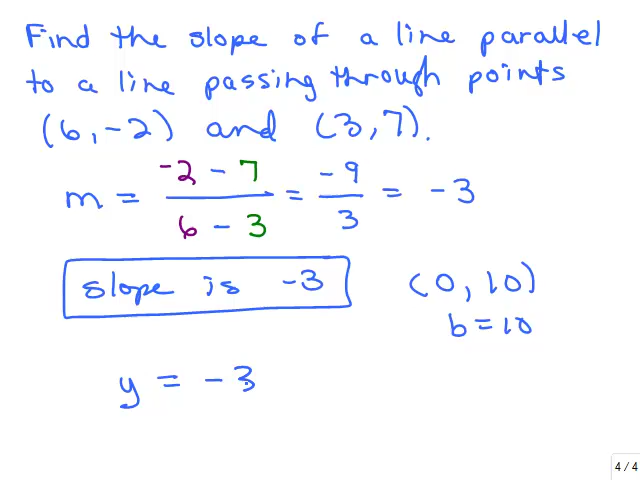 Find the slope of a line parallel
to a line passing through points
(6, -2) and (3, 7).
m = -2 - 7 / 6 - 3 = -9 / 3 = -3
slope is -3
(0, 10)
b = 10
y = -3
4 / 4